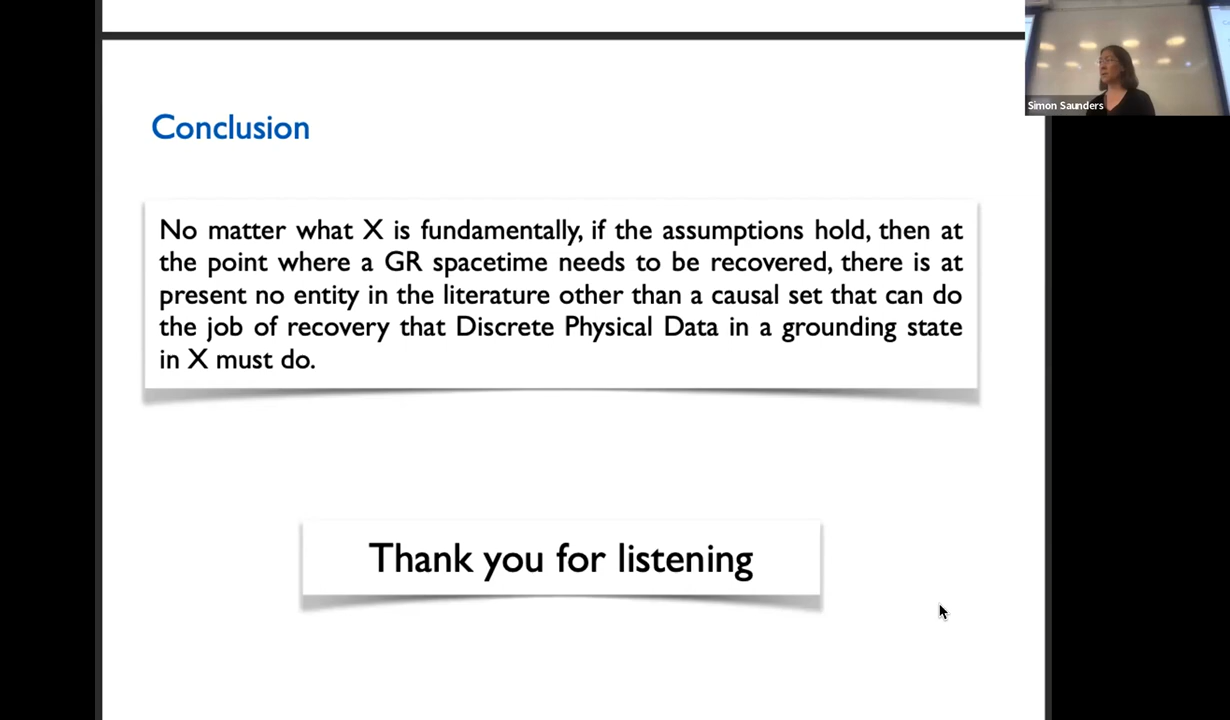 Simon Saunders
Conclusion
No matter what X is fundamentally, if the assumptions hold, then at
the point where a GR spacetime needs to be recovered, there is at
present no entity in the literature other than a causal set that can do
the job of recovery that Discrete Physical Data in a grounding state
in X must do.
Thank you for listening